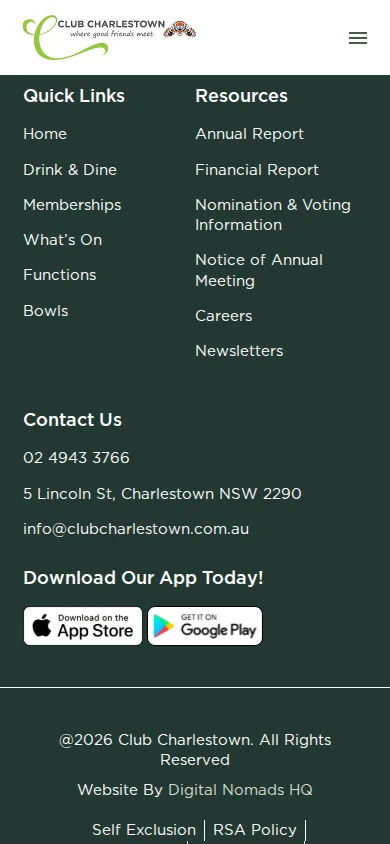 CLUB CHARLESTOWN
where good friends meet
Quick Links
Home
Drink & Dine
Memberships
What's On
Functions
Bowls
Resources
Annual Report
Financial Report
Nomination & Voting
Information
Notice of Annual
Meeting
Careers
Newsletters
Contact Us
02 4943 3766
5 Lincoln St, Charlestown NSW 2290
info@clubcharlestown.com.au
Download Our App Today!
Download on the
App Store
GET IT ON
Google Play
@2026 Club Charlestown. All Rights
Reserved
Website By Digital Nomads HQ
Self Exclusion | RSA Policy |